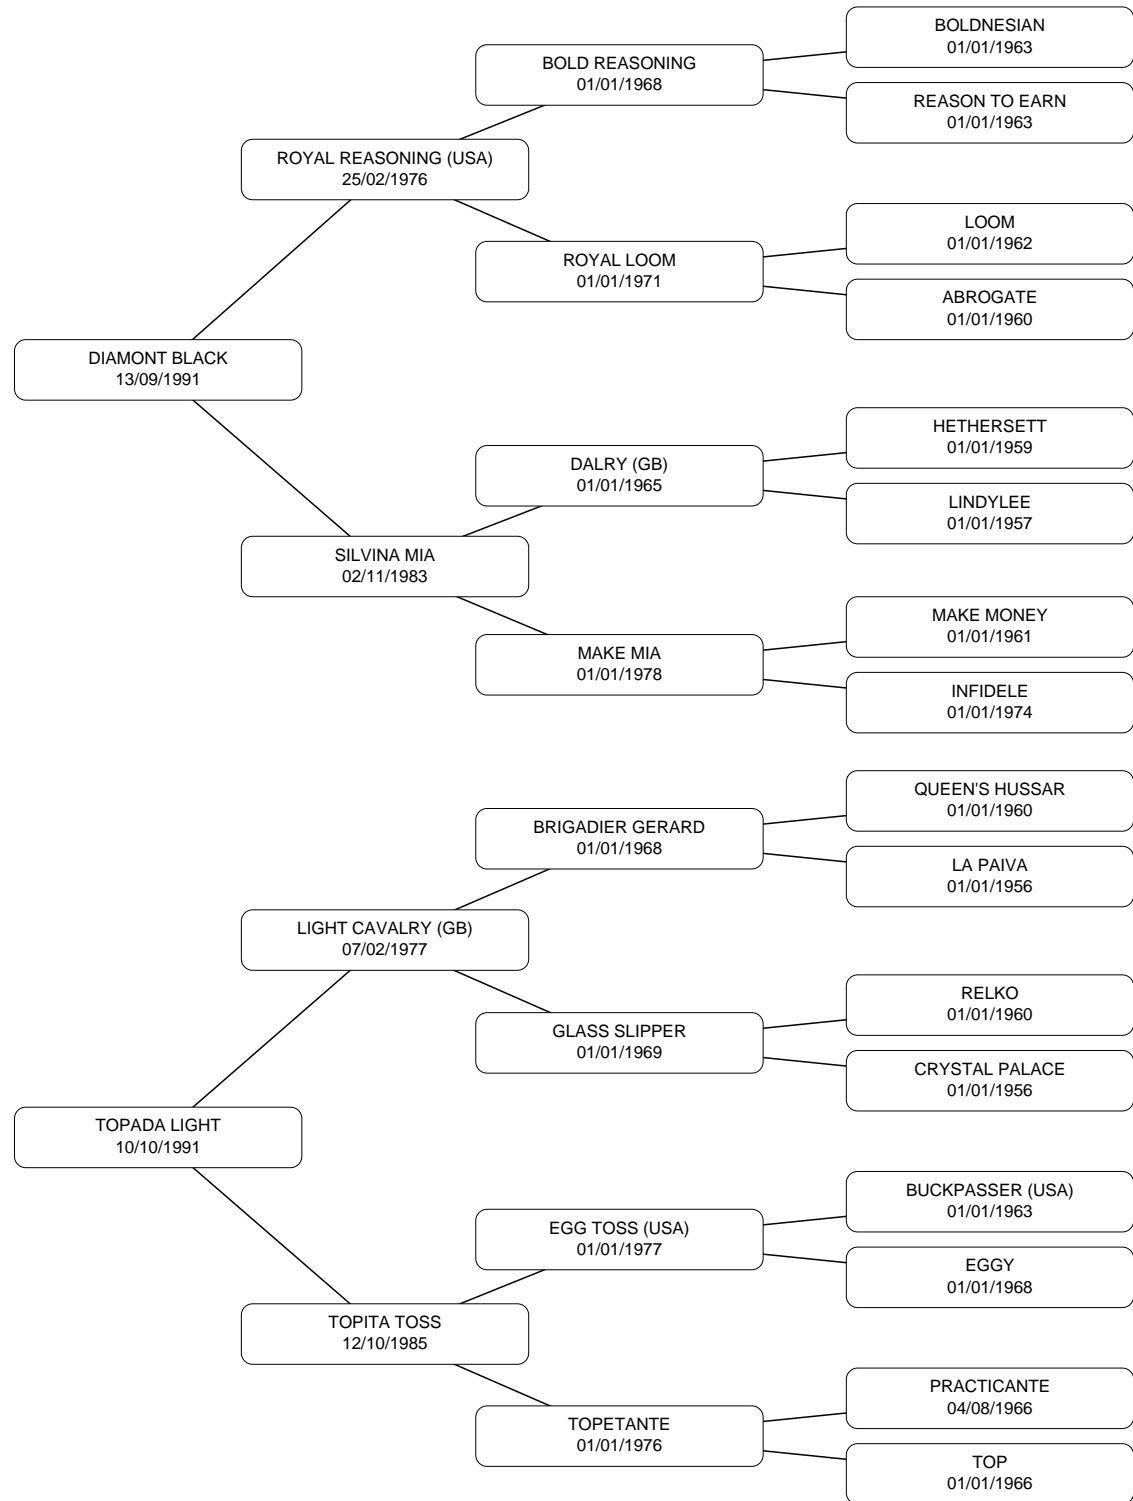 BOLDNESIAN
01/01/1963
BOLD REASONING
01/01/1968
REASON TO EARN
01/01/1963
ROYAL REASONING (USA)
25/02/1976
LOOM
01/01/1962
ROYAL LOOM
01/01/1971
ABROGATE
01/01/1960
DIAMONT BLACK
13/09/1991
HETHERSETT
01/01/1959
DALRY (GB)
01/01/1965
LINDYLEE
01/01/1957
SILVINA MIA
02/11/1983
MAKE MONEY
01/01/1961
MAKE MIA
01/01/1978
INFIDELE
01/01/1974
QUEEN'S HUSSAR
01/01/1960
BRIGADIER GERARD
01/01/1968
LA PAIVA
01/01/1956
LIGHT CAVALRY (GB)
07/02/1977
RELKO
01/01/1960
GLASS SLIPPER
01/01/1969
CRYSTAL PALACE
01/01/1956
TOPADA LIGHT
10/10/1991
BUCKPASSER (USA)
01/01/1963
EGG TOSS (USA)
01/01/1977
EGGY
01/01/1968
TOPITA TOSS
12/10/1985
PRACTICANTE
04/08/1966
TOPETANTE
01/01/1976
TOP
01/01/1966